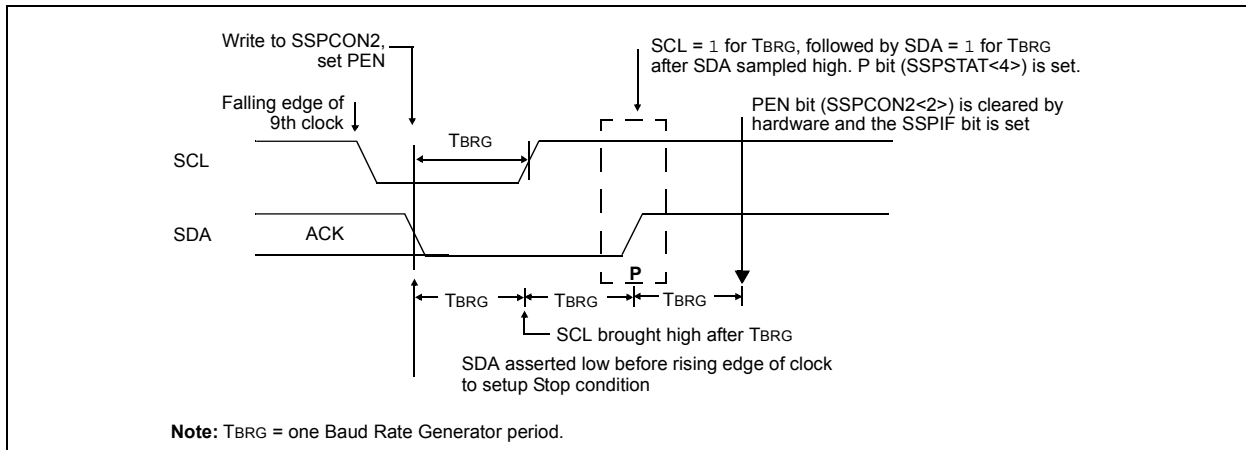 Write to SSPCON2,
set PEN
SCL = 1 for TBRG, followed by SDA = 1 for TBRG
after SDA sampled high. P bit (SSPSTAT<4>) is set.
Falling edge of
9th clock
PEN bit (SSPCON2<2>) is cleared by
hardware and the SSPIF bit is set
TBRG
SCL
SDA
ACK
P
TBRG
TBRG
TBRG
SCL brought high after TBRG
SDA asserted low before rising edge of clock
to setup Stop condition
Note: TBRG = one Baud Rate Generator period.